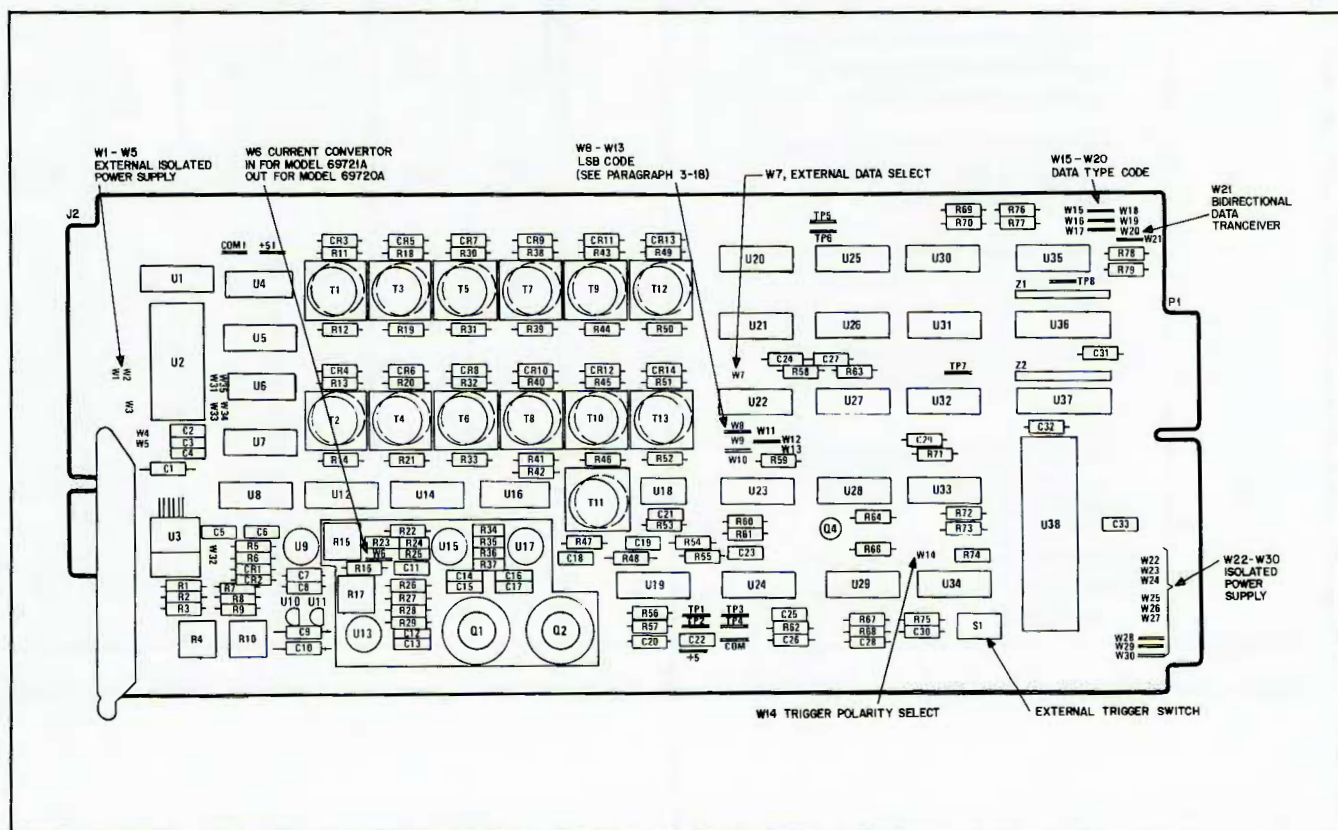 W1 - W5
EXTERNAL ISOLATED
POWER SUPPLY
W6 CURRENT CONVERTOR
IN FOR MODEL 69721A
OUT FOR MODEL 69720A
W8 - W13
LSB CODE
(SEE PARAGRAPH 3-18)
W7, EXTERNAL DATA SELECT
W15 - W20
DATA TYPE CODE
W21
BIDIRECTIONAL
DATA
TRANCEIVER
J2
COM1 +51
CR3 CR5 CR7 CR9 CR11 CR13
R11 R18 R30 R38 R43 R49
TP5
TP6
R69 R76
R70 R77
W15 W18
W16 W19
W17 W20
W21
R78
R79
U1 U4
T1 T3 T5 T7 T9 T12
U20 U25 U30 U35
Z1 TP8
P1
R12 R19 R31 R39 R44 R50
U2 U5
U21 U26 U31 U36
C31
W1 W2
W3
W31 W35
W33 W34
U6
CR4 CR6 CR8 CR10 CR12 CR14
R13 R20 R32 R40 R45 R51
W7
C24 C27
R58 R63
TP7
Z2
T2 T4 T6 T8 T10 T13
U22 U27 U32 U37
W4
W5
C2
C3
C4
C1
U7
R14 R21 R33 R41 R46 R52
R42
W8 W11
W9 W12
W10 W13
R59
C29
R71
C32
U8 U12 U14 U16
T11
U18
C21
R53
U23 U28 U33
U38
C33
U3
C5 C6
W32
R5
R6
CR1
CR2
U9
R15
R22
R23 R24
W6 R25
R16 C11
U15
R34
R35
R36
R37
U17
R47 C19 R54
C18 R48 R55
R60
R61
C23
Q4
R64
R66
R72
R73
W14 R74
R1 R7
R2 R8
R3 R9
C7
C8
U10 U11
R17
C14 C16
C15 C17
R26
R27
R28
R29
C12
C13
U19 U24 U29 U34
W22
W23
W24
W25
W26
W27
W28
W29
W30
W22-W30
ISOLATED
POWER
SUPPLY
R4 R10
C9
C10
U13
Q1 Q2
R56
R57
C20
TP1 TP3
TP2 TP4
C22 COM
+5
C25
R62
C26
R67
R68
C28
R75
C30
S1
W14 TRIGGER POLARITY SELECT
EXTERNAL TRIGGER SWITCH